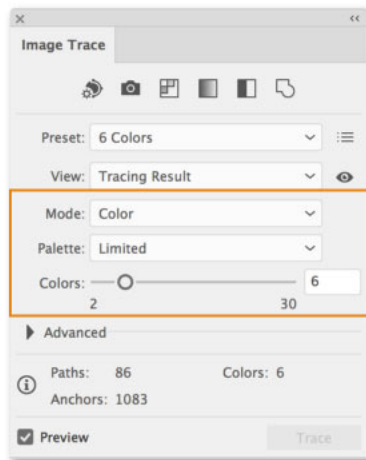 Image Trace
Preset: 6 Colors
View: Tracing Result
Mode: Color
Palette: Limited
Colors: 6
2 30
Advanced
Paths: 86 Colors: 6
Anchors: 1083
Preview Trace